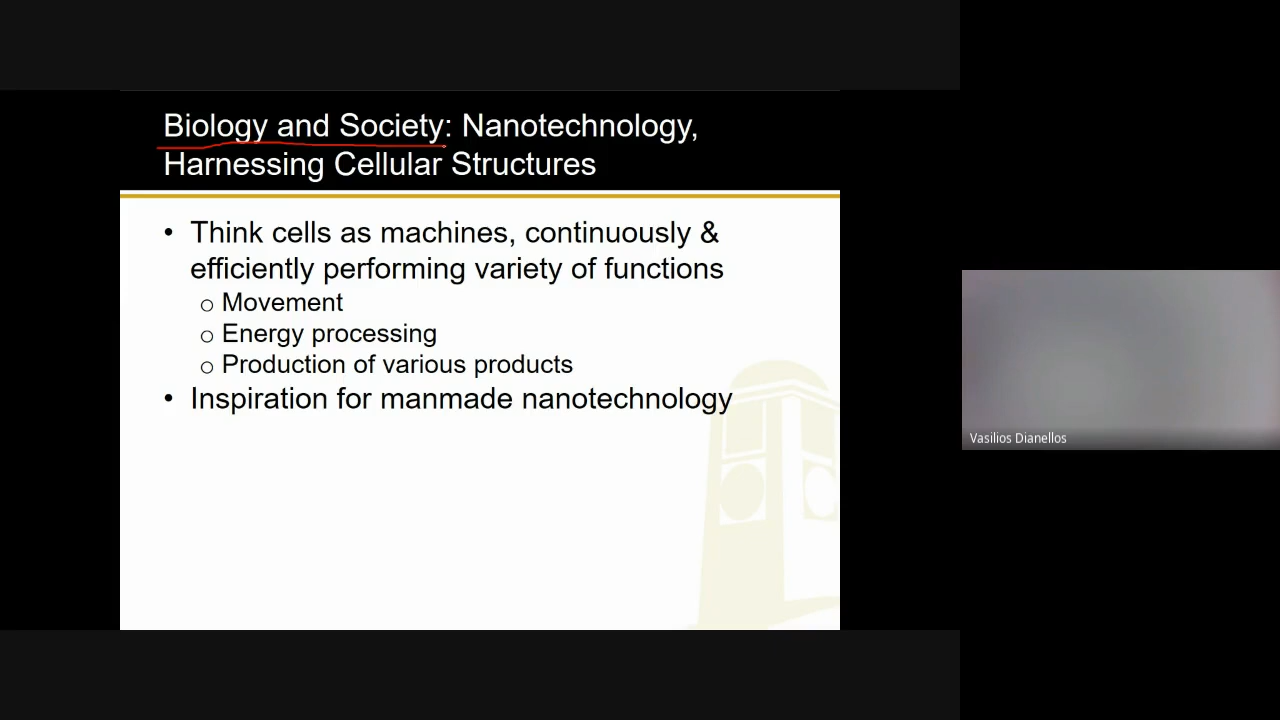 Biology and Society: Nanotechnology,
Harnessing Cellular Structures
• Think cells as machines, continuously &
efficiently performing variety of functions
o Movement
o Energy processing
o Production of various products
• Inspiration for manmade nanotechnology
Vasilios Dianellos